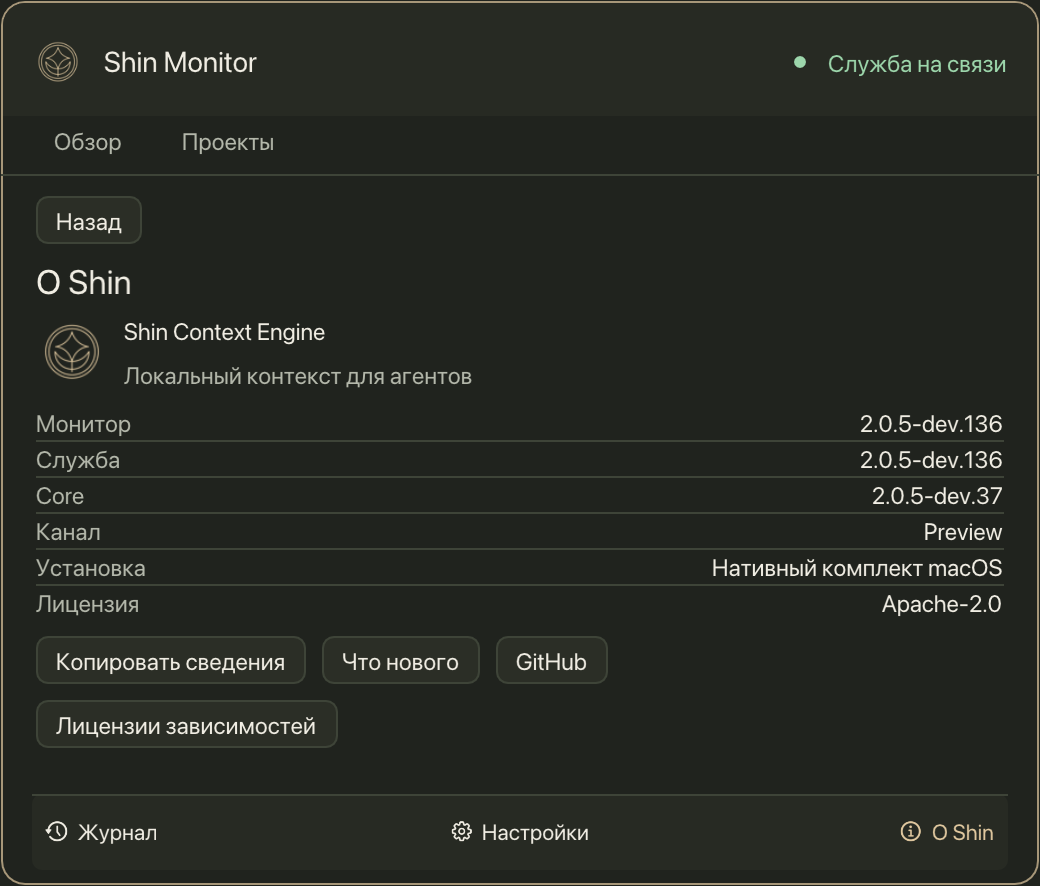 Shin Monitor
Служба на связи
Обзор Проекты
Назад
О Shin
Shin Context Engine
Локальный контекст для агентов
Монитор 2.0.5-dev.136
Служба 2.0.5-dev.136
Core 2.0.5-dev.37
Канал Preview
Установка Нативный комплект macOS
Лицензия Apache-2.0
Копировать сведения Что нового GitHub
Лицензии зависимостей
Журнал Настройки О Shin